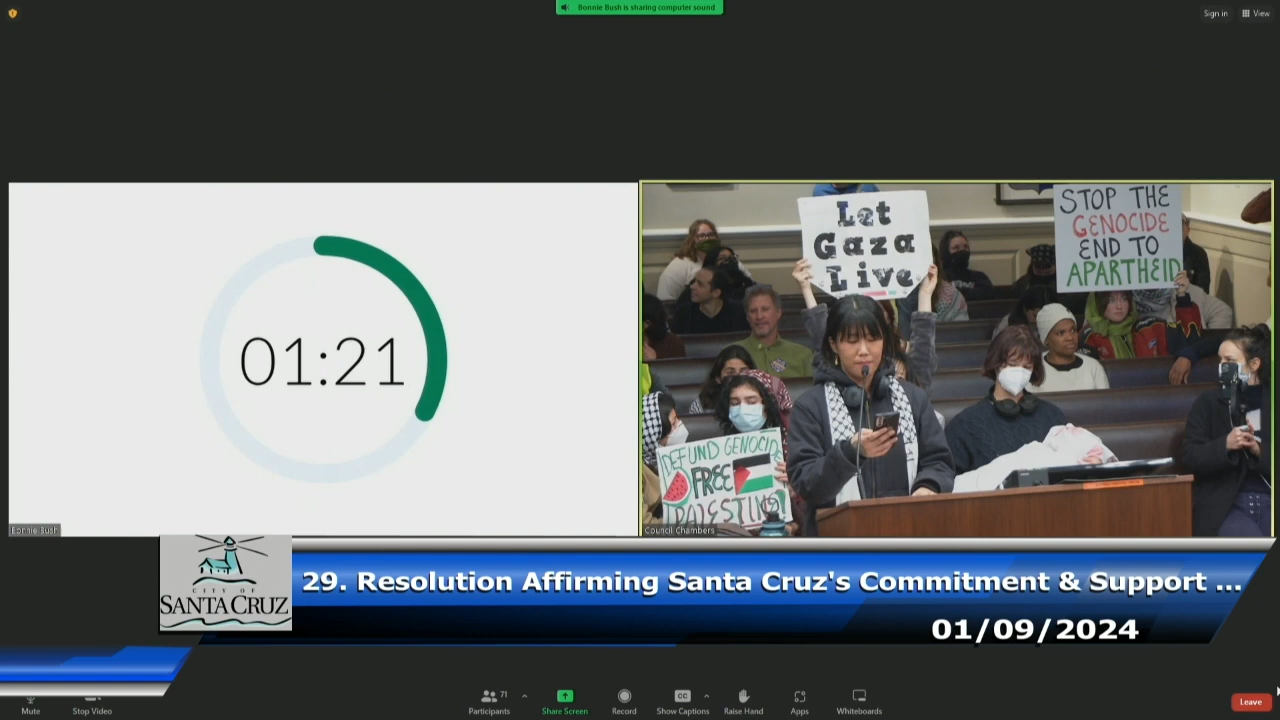 Bonnie Bush is sharing computer sound
Sign in
View
01:21
Let
Gaza
Live
STOP THE
GENOCIDE
END TO
APARTHEID
DEFUND GENOCIDE
FREE
PALESTINE
Bonnie Bush
Council Chambers
CITY OF
SANTA CRUZ
29. Resolution Affirming Santa Cruz's Commitment & Support ...
01/09/2024
Mute
Stop Video
Participants
71
Share Screen
CC
Record
Show Captions
Raise Hand
Apps
Whiteboards
Leave